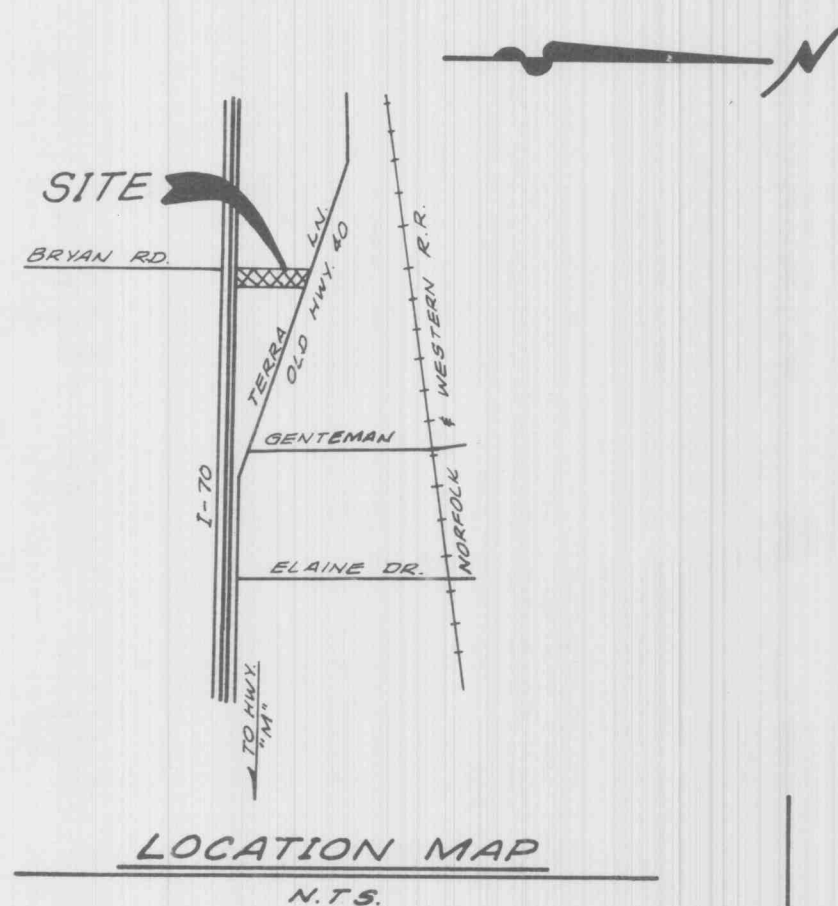 N
SITE
BRYAN RD.
TERRA LN.
OLD HWY. 40
NORFOLK & WESTERN R.R.
GENTEMAN
I-70
ELAINE DR.
TO HWY.
"M"
LOCATION MAP
N.T.S.